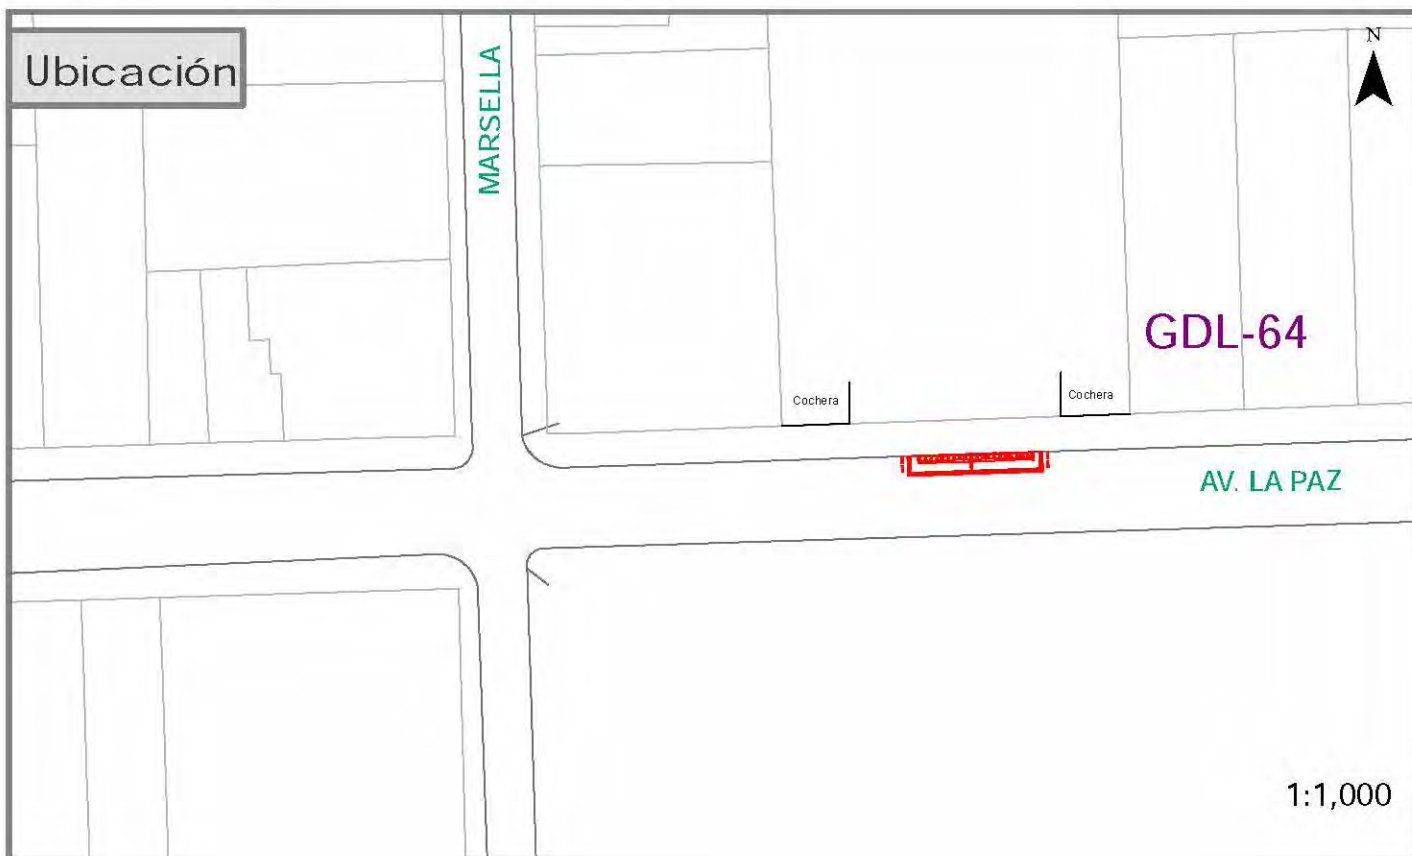 Ubicación
N
MARSELLA
GDL-64
Cochera
Cochera
AV. LA PAZ
1:1,000